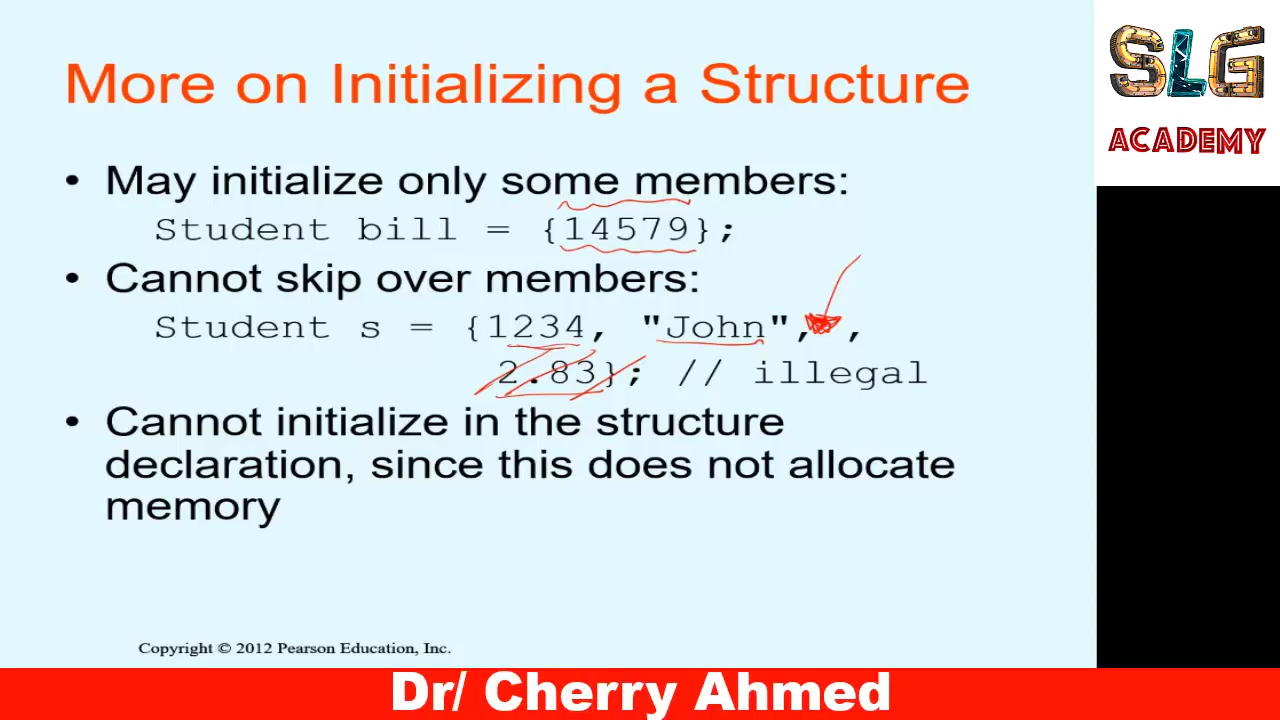 More on Initializing a Structure
SLG
ACADEMY
• May initialize only some members:
Student bill = {14579};
• Cannot skip over members:
Student s = {1234, "John", ,
2.83}; // illegal
• Cannot initialize in the structure
declaration, since this does not allocate
memory
Copyright © 2012 Pearson Education, Inc.
Dr/ Cherry Ahmed